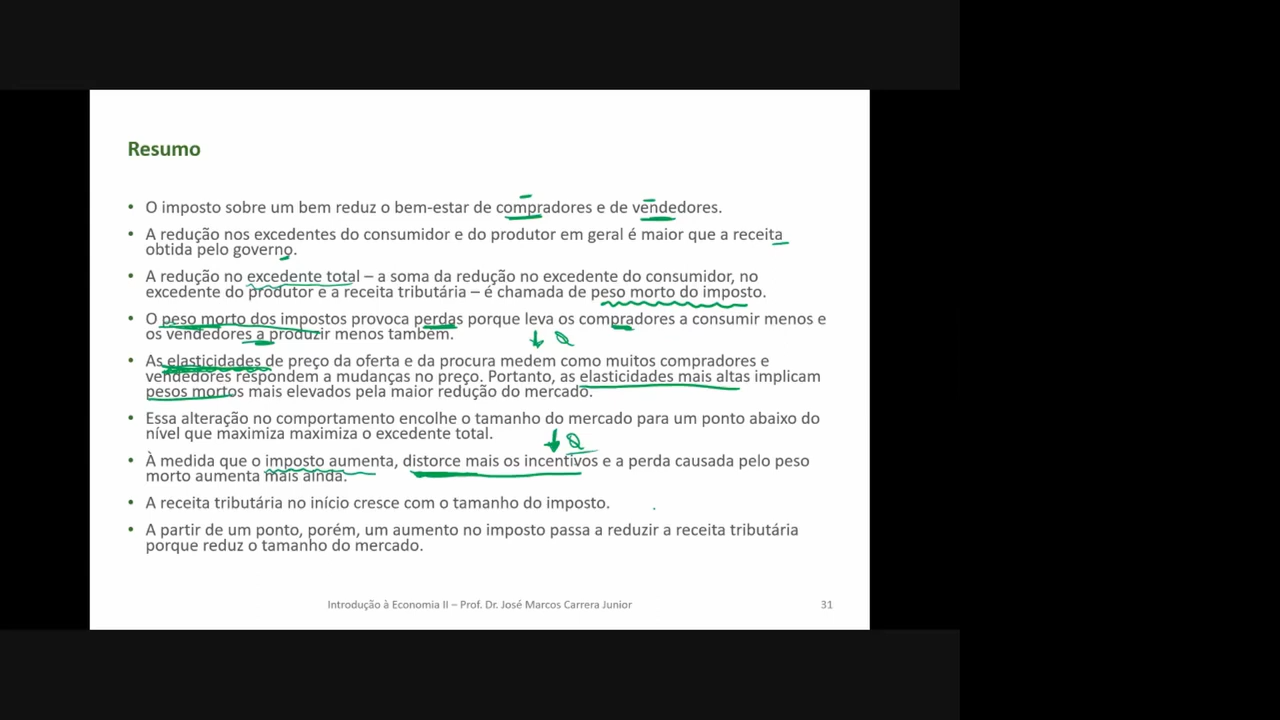 Resumo
• O imposto sobre um bem reduz o bem-estar de compradores e de vendedores.
• A redução nos excedentes do consumidor e do produtor em geral é maior que a receita
obtida pelo governo.
• A redução no excedente total – a soma da redução no excedente do consumidor, no
excedente do produtor e a receita tributária – é chamada de peso morto do imposto.
• O peso morto dos impostos provoca perdas porque leva os compradores a consumir menos e
os vendedores a produzir menos também.
↓ Q
• As elasticidades de preço da oferta e da procura medem como muitos compradores e
vendedores respondem a mudanças no preço. Portanto, as elasticidades mais altas implicam
pesos mortos mais elevados pela maior redução do mercado.
• Essa alteração no comportamento encolhe o tamanho do mercado para um ponto abaixo do
nível que maximiza maximiza o excedente total.
↓ Q
• À medida que o imposto aumenta, distorce mais os incentivos e a perda causada pelo peso
morto aumenta mais ainda.
• A receita tributária no início cresce com o tamanho do imposto.
• A partir de um ponto, porém, um aumento no imposto passa a reduzir a receita tributária
porque reduz o tamanho do mercado.
Introdução à Economia II – Prof. Dr. José Marcos Carrera Junior
31